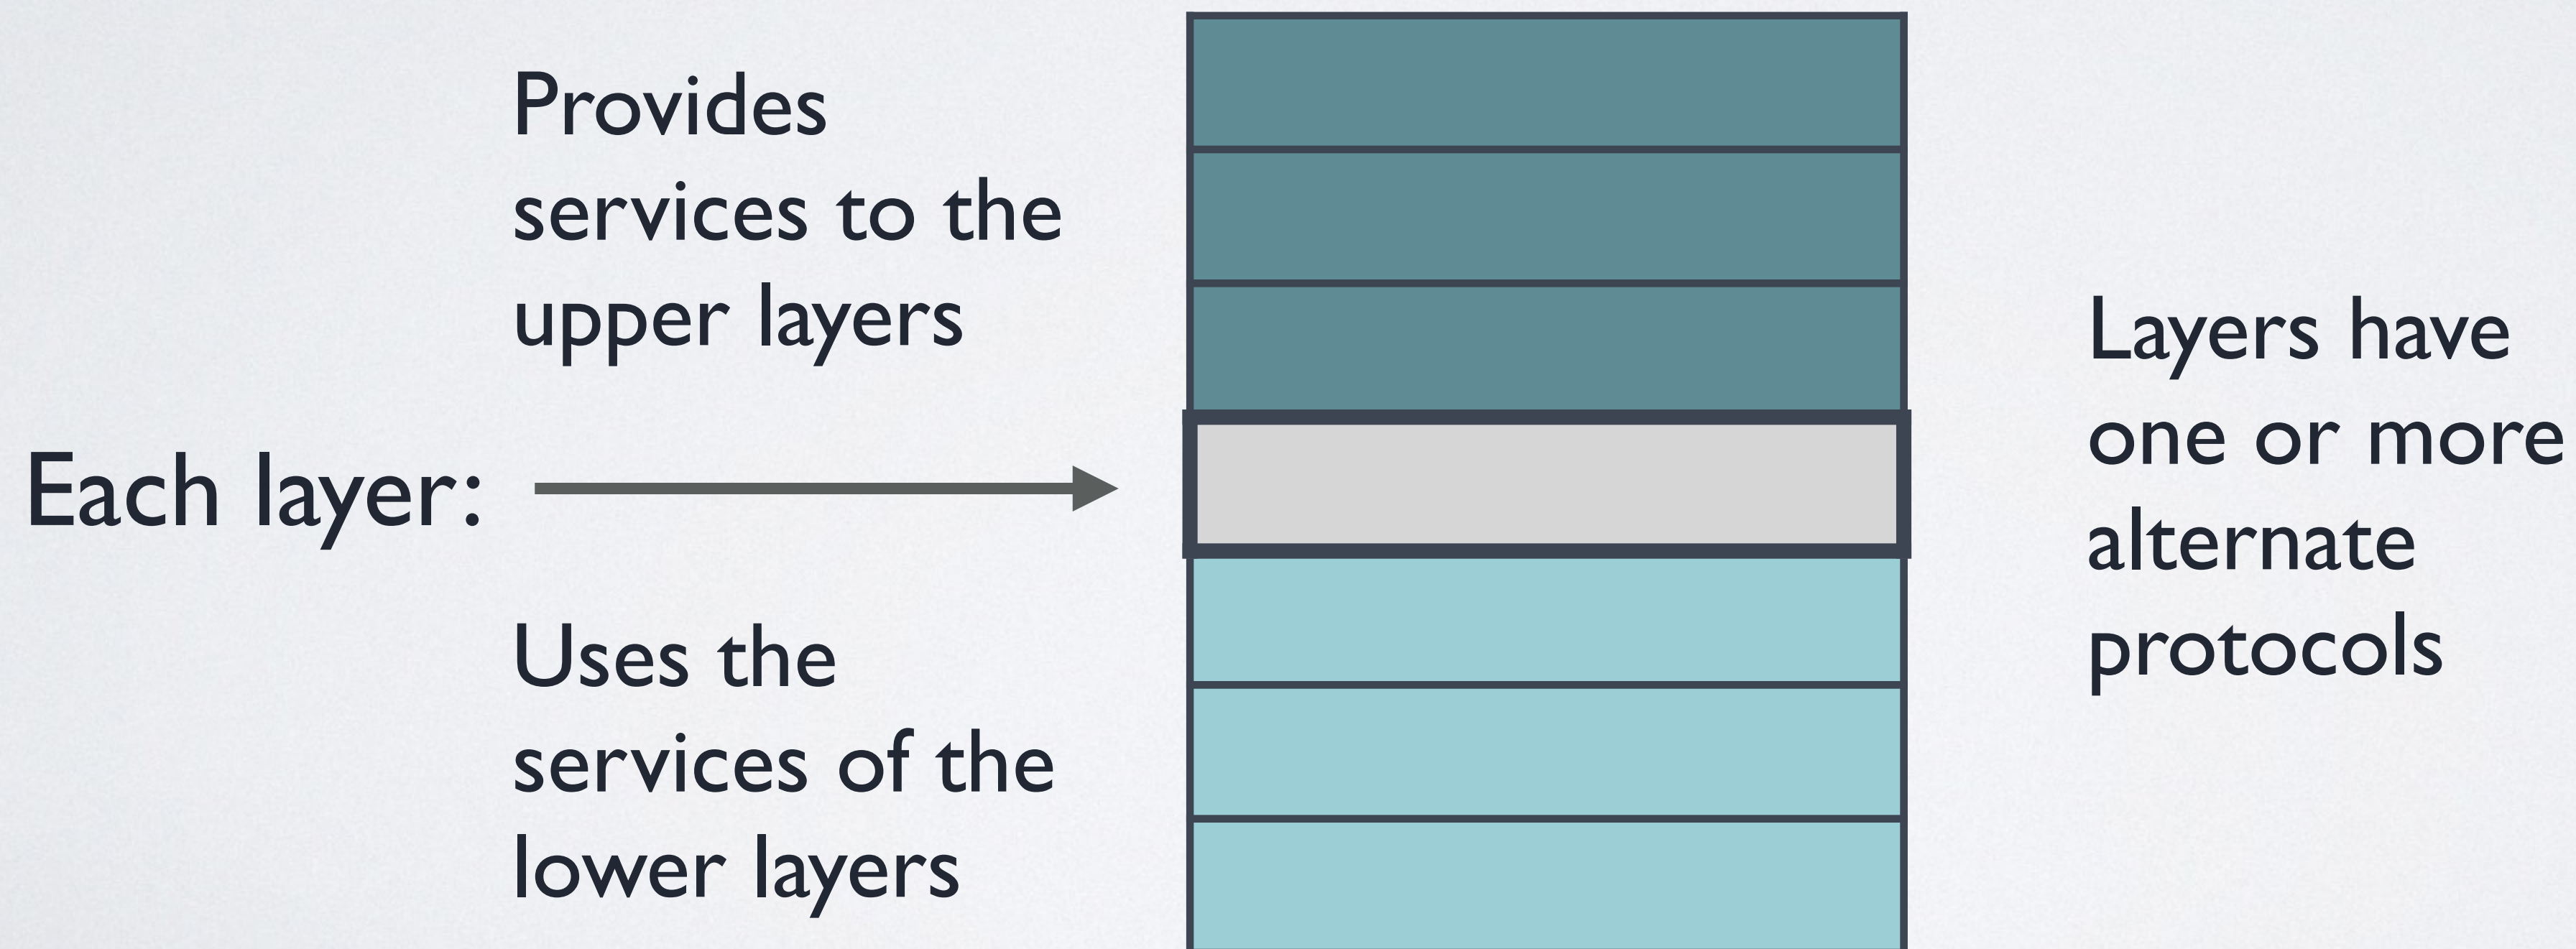 Provides
services to the
upper layers
Each layer:
Uses the
services of the
lower layers
Layers have
one or more
alternate
protocols